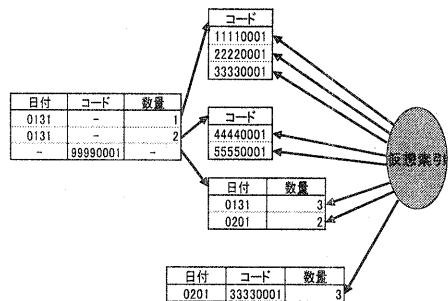 コード
11110001
22220001
33330001
日付 コード 数量
0131 - 1
0131 - 2
- 99990001 -
コード
44440001
55550001
仮想索引
日付 数量
0131 3
0201 2
日付 コード 数量
0201 33330001 3